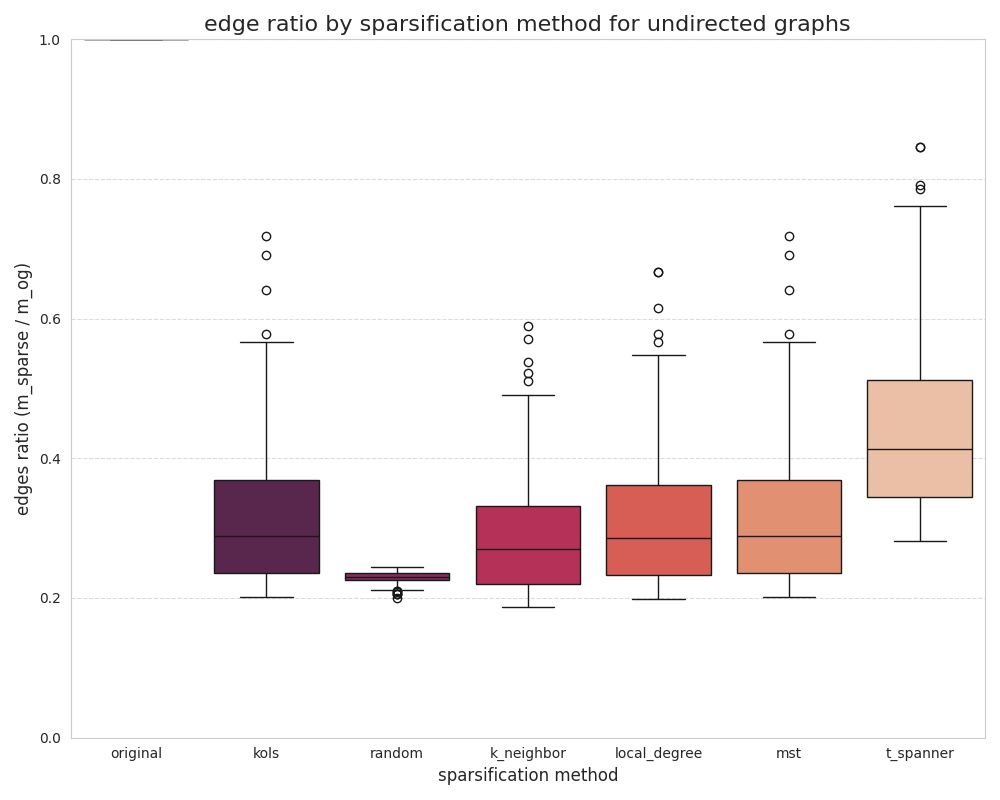 edge ratio by sparsification method for undirected graphs
edges ratio (m_sparse / m_og)
1.0
0.8
0.6
0.4
0.2
0.0
original kols random k_neighbor local_degree mst t_spanner
sparsification method